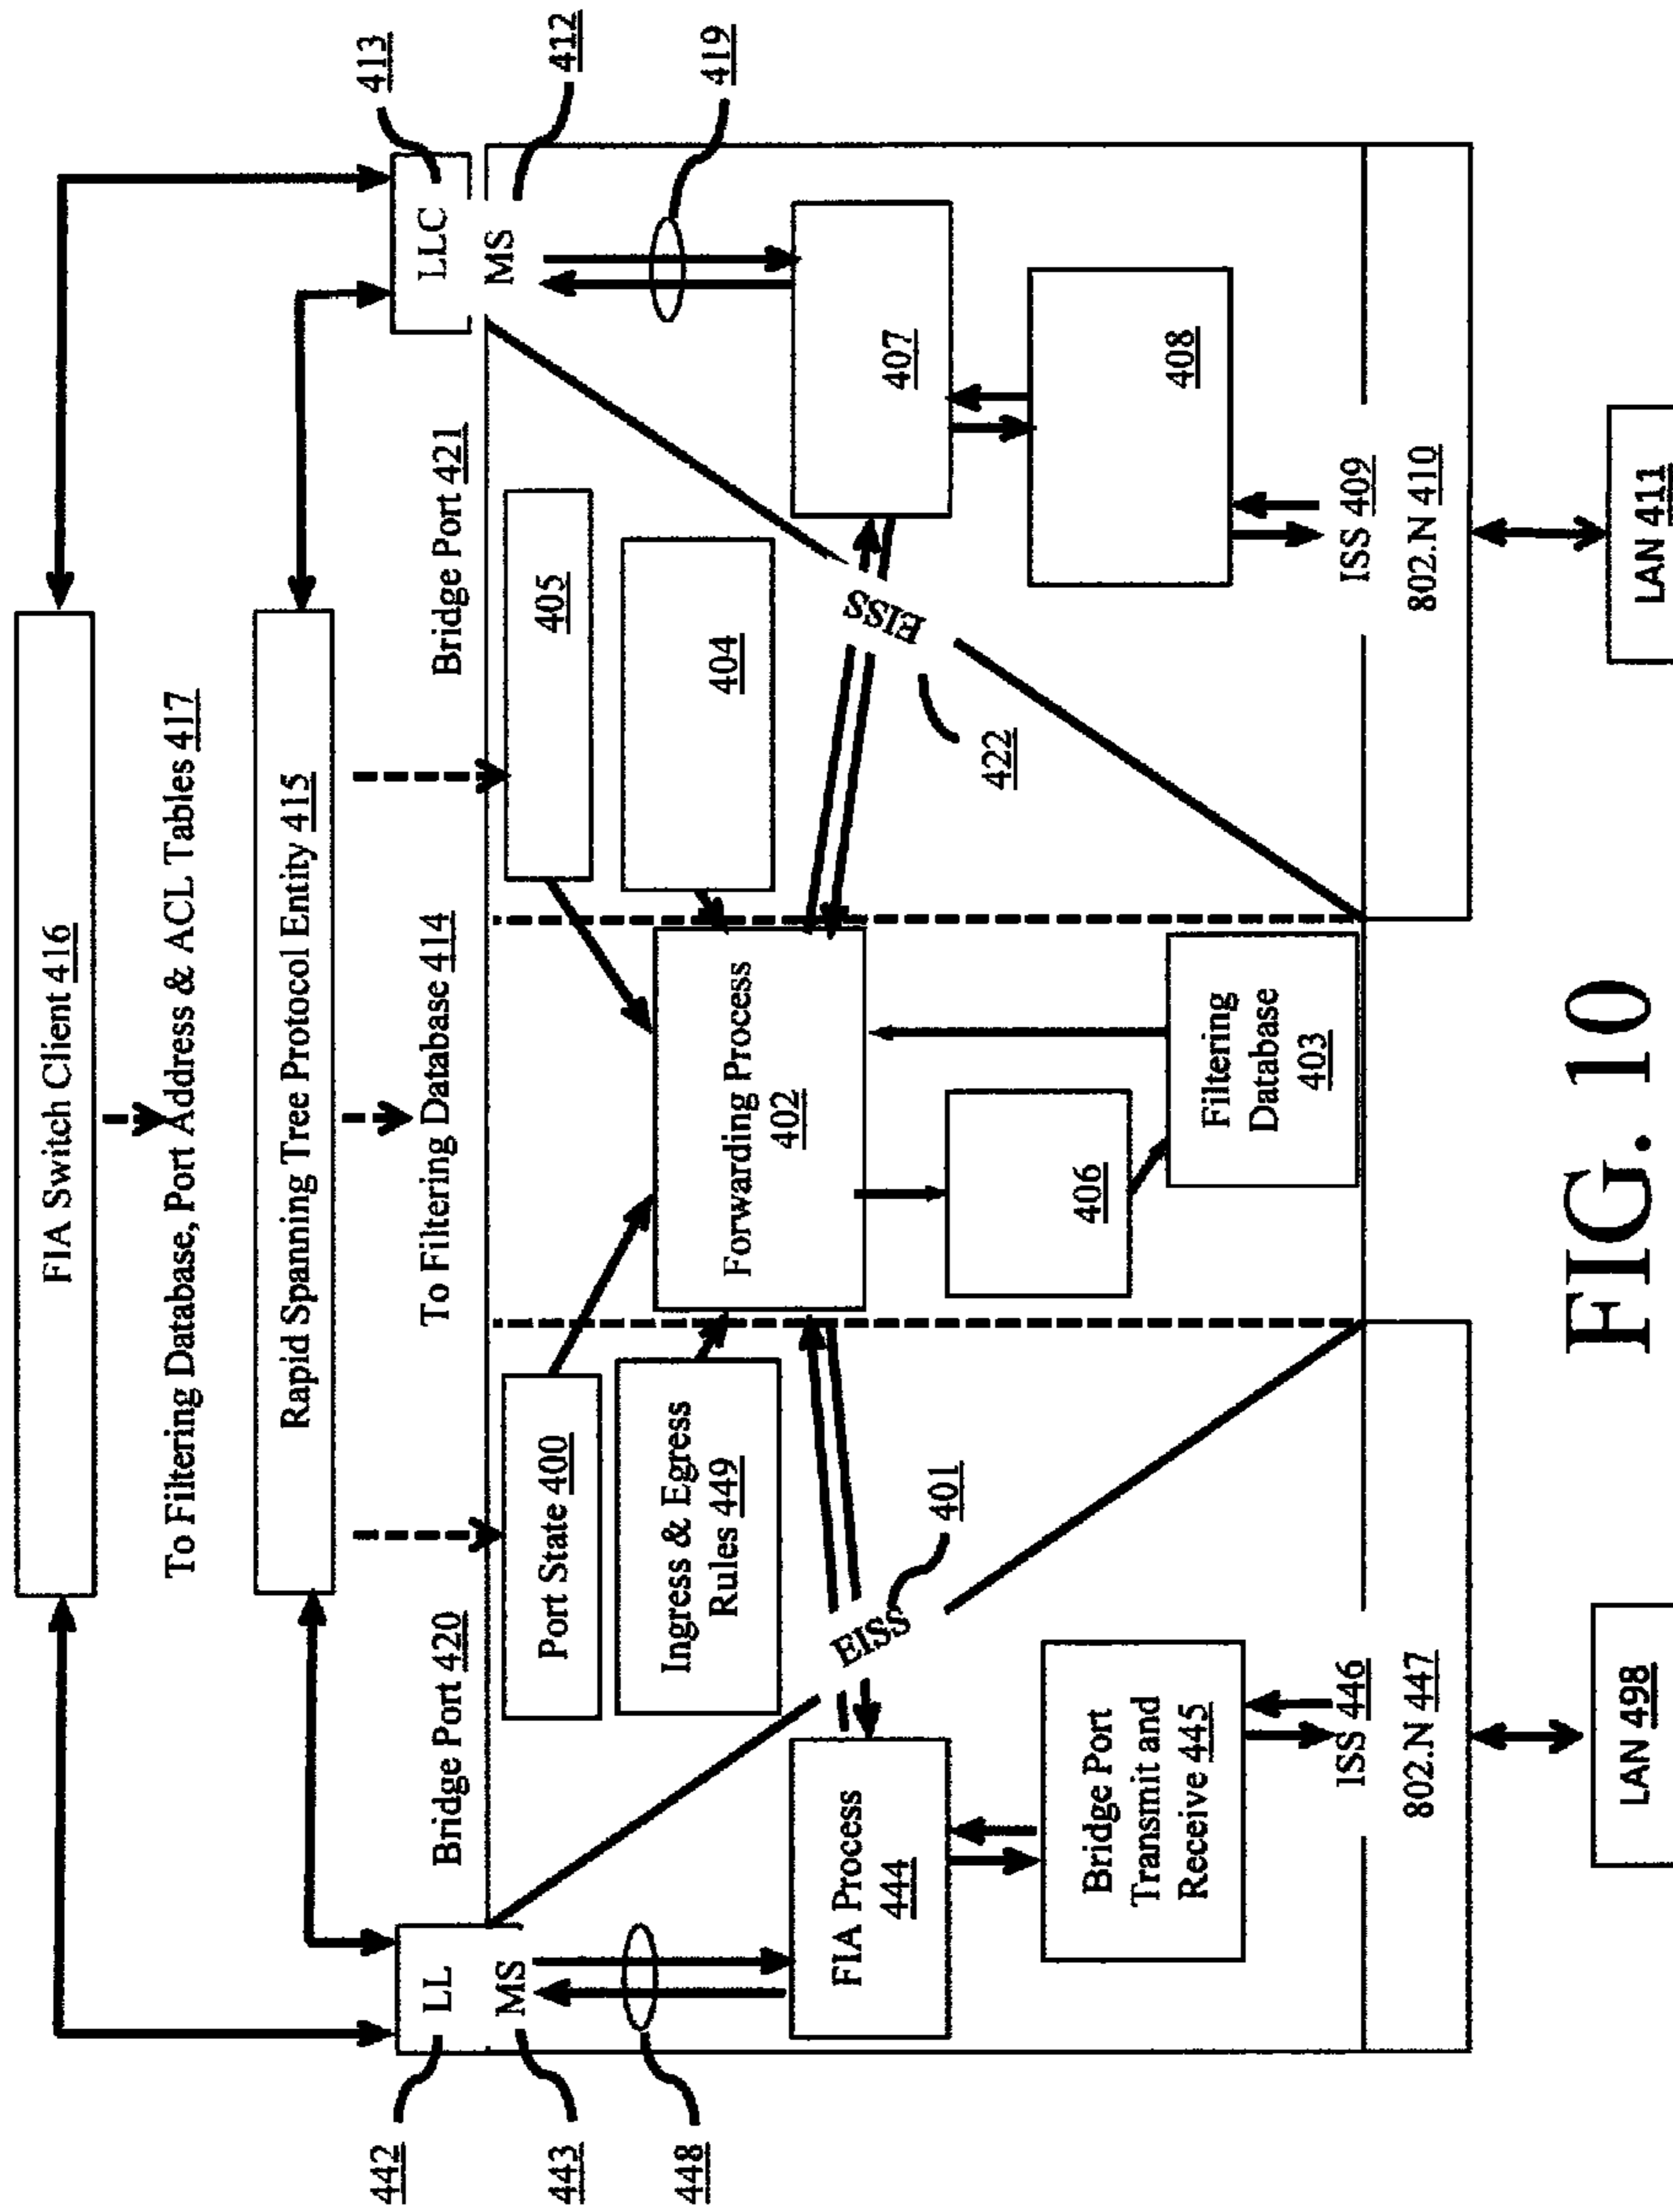 FIA Switch Client 416
To Filtering Database, Port Address & ACL Tables 417
Rapid Spanning Tree Protocol Entity 415
Bridge Port 420
To Filtering Database 414
Bridge Port 421
442
LL
443
MS
448
LLC
413
MS
412
419
Port State 400
405
Ingress & Egress
Rules 449
404
Forwarding Process
402
EISS
401
EISS
422
FIA Process
444
407
406
Filtering
Database
403
Bridge Port
Transmit and
Receive 445
408
ISS 446
802.N 447
ISS 409
802.N 410
LAN 498
LAN 411
FIG. 10